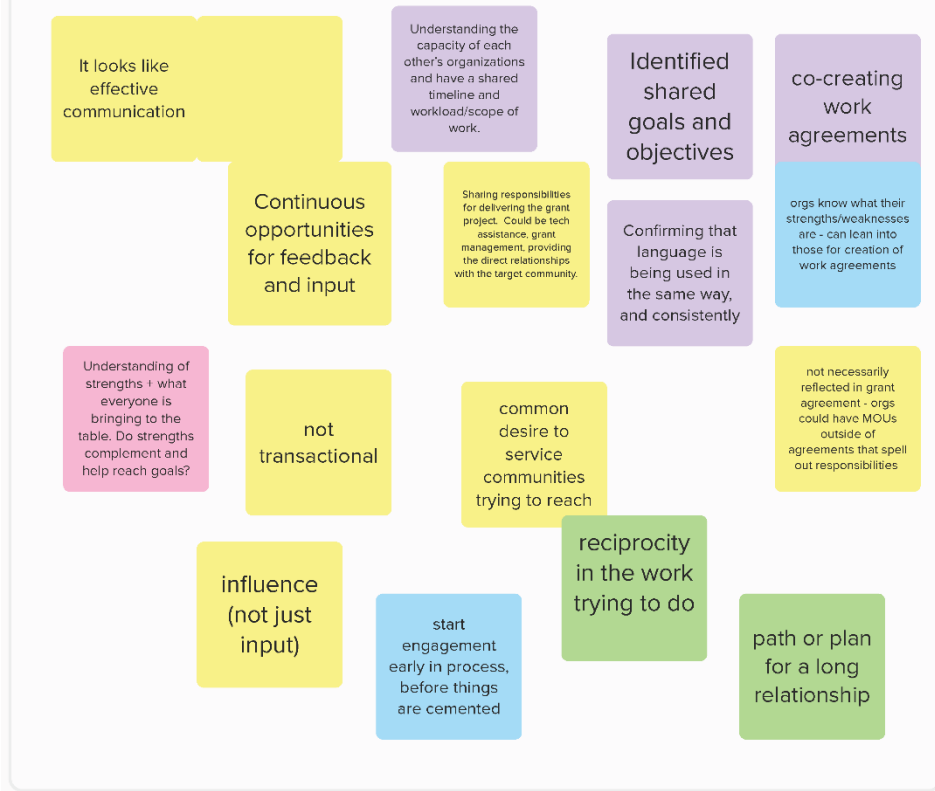 It looks like
effective
communication
Understanding the
capacity of each
other's organizations
and have a shared
timeline and
workload/scope of
work.
Identified
shared
goals and
objectives
co-creating
work
agreements
Continuous
opportunities
for feedback
and input
Sharing responsibilities
for delivering the grant
project. Could be tech
assistance, grant
management, providing
the direct relationships
with the target community.
Confirming that
language is
being used in
the same way,
and consistently
orgs know what their
strengths/weaknesses
are - can lean into
those for creation of
work agreements
Understanding of
strengths + what
everyone is
bringing to the
table. Do strengths
complement and
help reach goals?
not
transactional
common
desire to
service
communities
trying to reach
not necessarily
reflected in grant
agreement - orgs
could have MOUs
outside of
agreements that spell
out responsibilities
influence
(not just
input)
start
engagement
early in process,
before things
are cemented
reciprocity
in the work
trying to do
path or plan
for a long
relationship